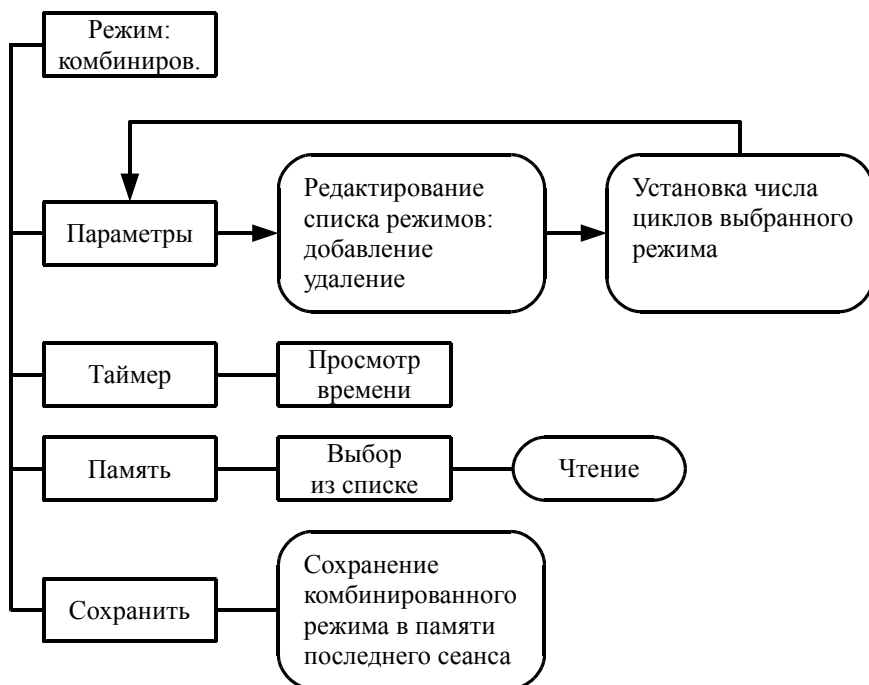 Режим:
комбиниров.
Параметры
Редактирование
списка режимов:
добавление
удаление
Установка числа
циклов выбранного
режима
Таймер
Просмотр
времени
Память
Выбор
из списке
Чтение
Сохранить
Сохранение
комбинированного
режима в памяти
последнего сеанса